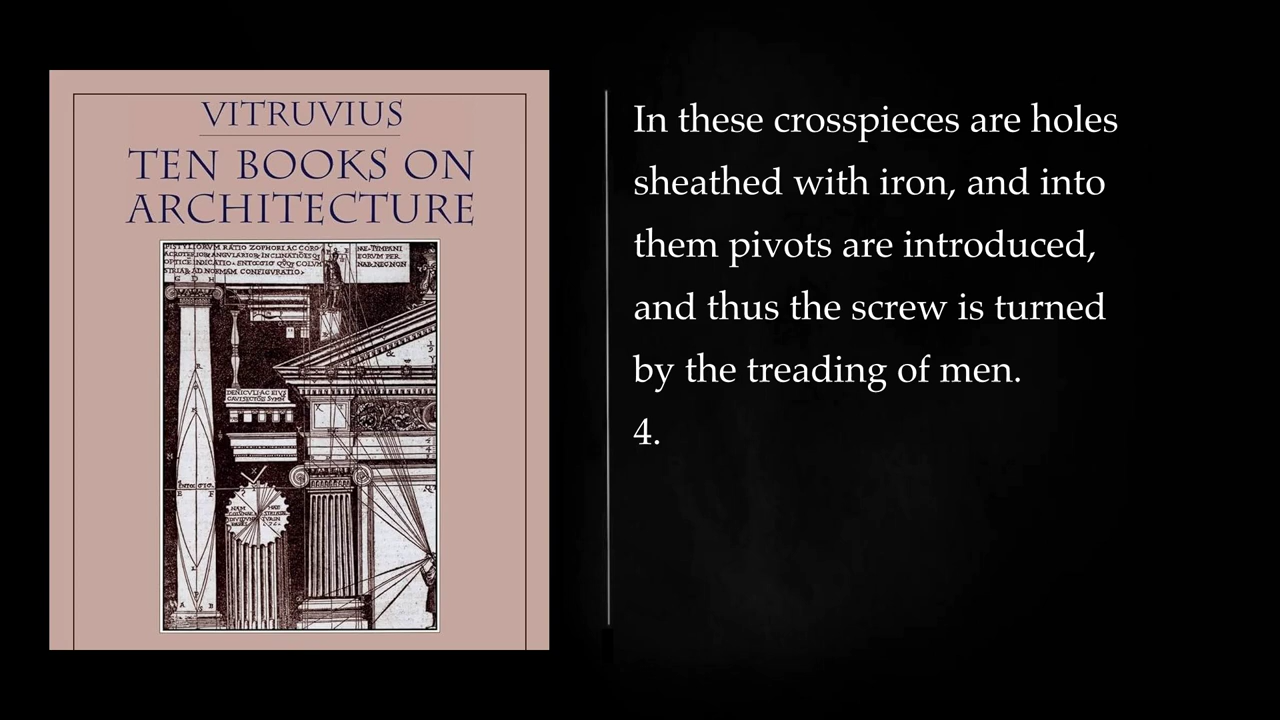 VITRUVIUS
TEN BOOKS ON
ARCHITECTURE
In these crosspieces are holes
sheathed with iron, and into
them pivots are introduced,
and thus the screw is turned
by the treading of men.
4.